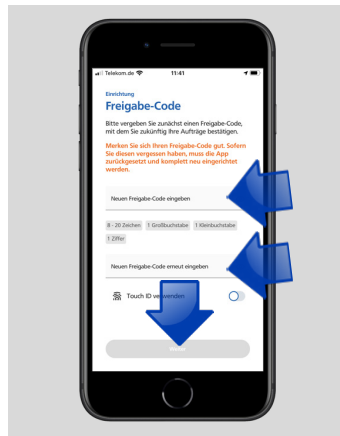 Telekom.de 11:41
Einrichtung
Freigabe-Code
Bitte vergeben Sie zunächst einen Freigabe-Code,
mit dem Sie zukünftig Ihre Aufträge bestätigen.
Merken Sie sich Ihren Freigabe-Code gut. Sofern
Sie diesen vergessen haben, muss die App
zurückgesetzt und komplett neu eingerichtet
werden.
Neuen Freigabe-Code eingeben
8 - 20 Zeichen 1 Großbuchstabe 1 Kleinbuchstabe
1 Ziffer
Neuen Freigabe-Code erneut eingeben
Touch ID verwenden